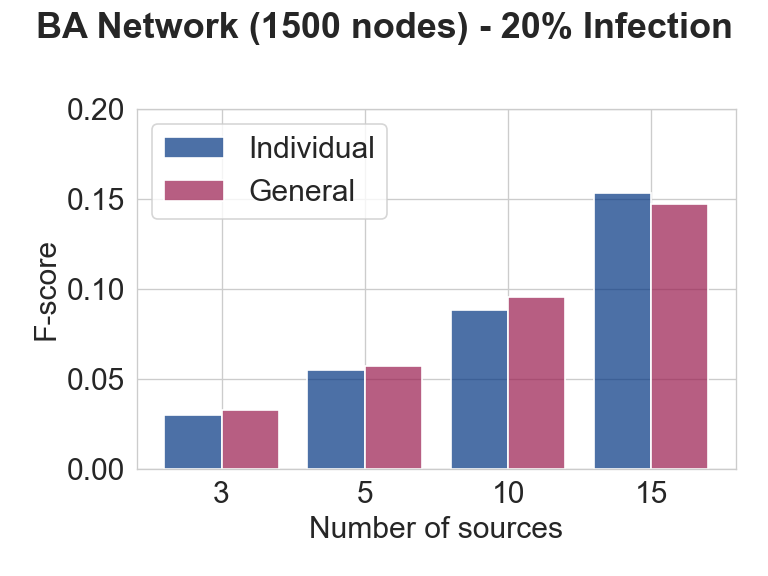 BA Network (1500 nodes) - 20% Infection
0.20
Individual
General
0.15
0.10
0.05
0.00
F-score
3 5 10 15
Number of sources